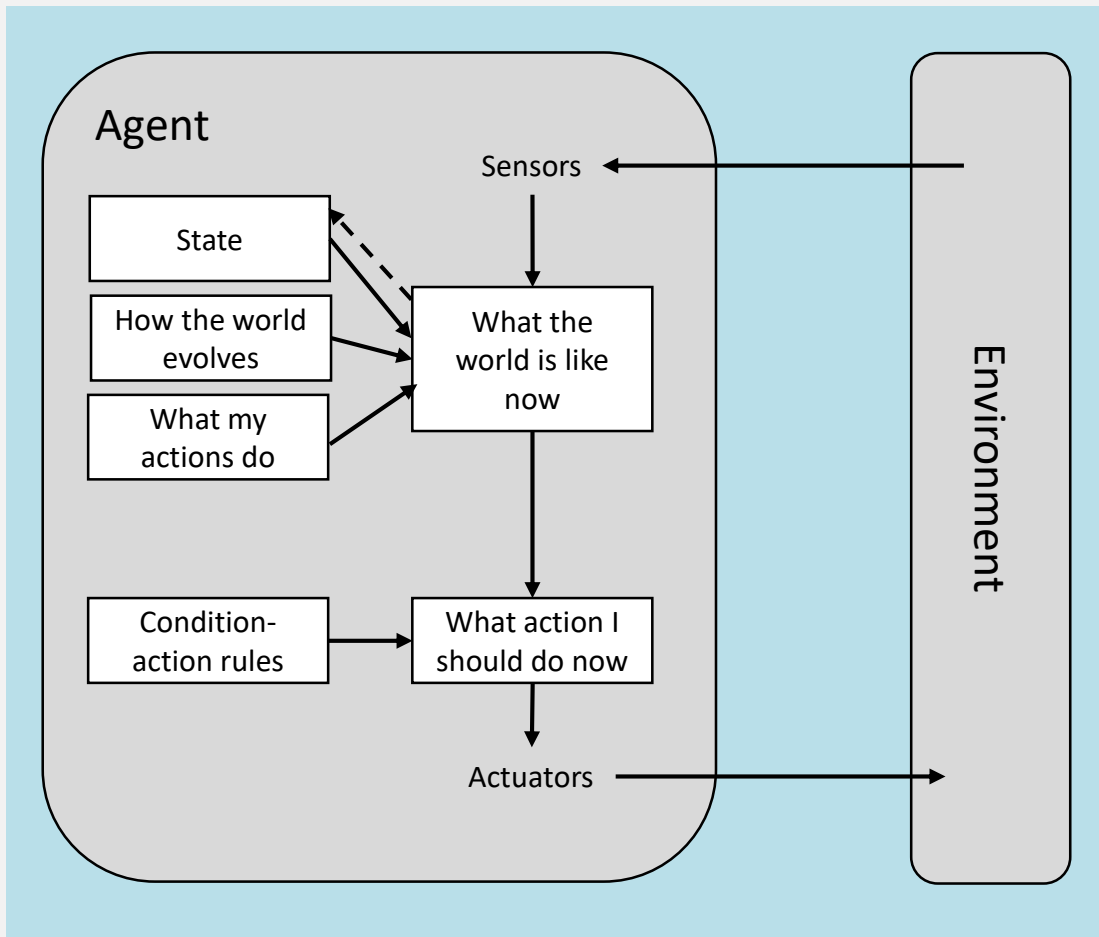 Agent
Sensors
State
How the world
evolves
What my
actions do
What the
world is like
now
Condition-
action rules
What action I
should do now
Actuators
Environment